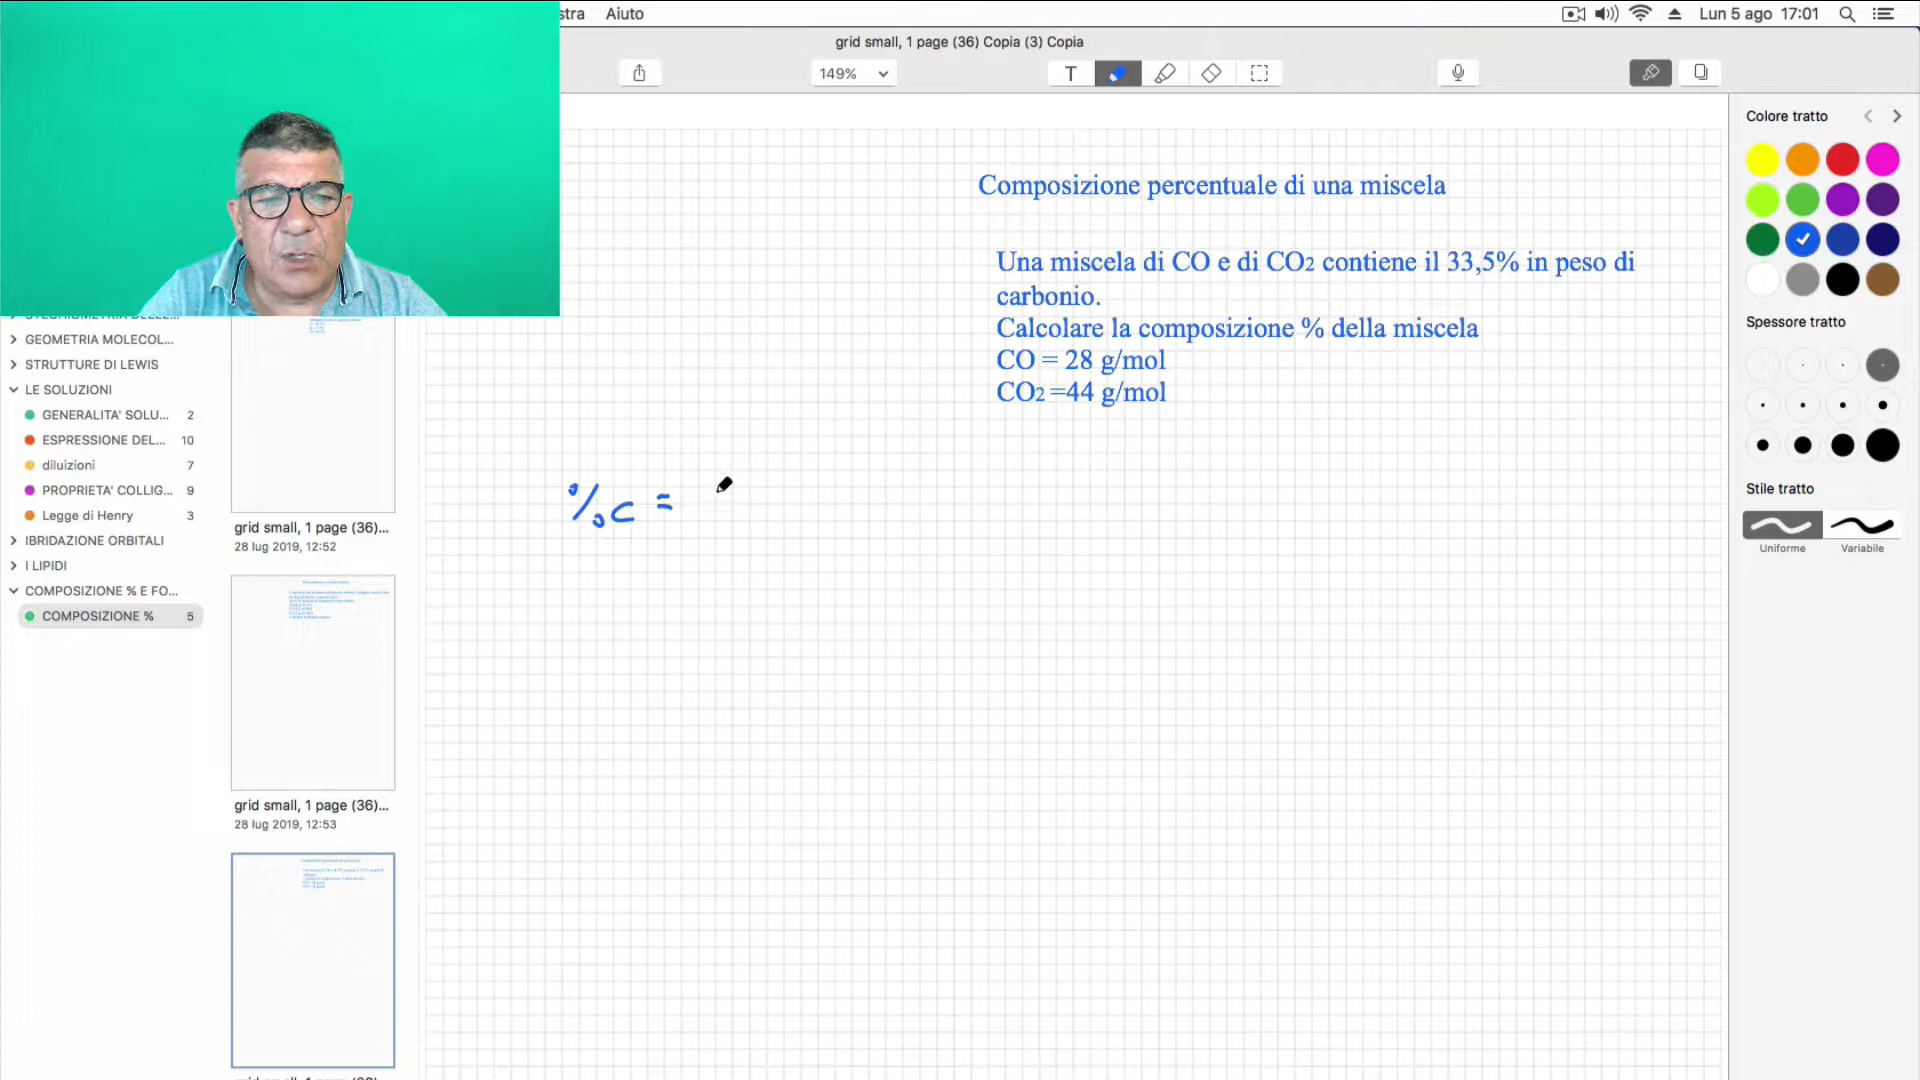 stra Aiuto
Lun 5 ago 17:01
grid small, 1 page (36) Copia (3) Copia
149%
T
Composizione percentuale di una miscela
Una miscela di CO e di CO2 contiene il 33,5% in peso di
carbonio.
Calcolare la composizione % della miscela
CO = 28 g/mol
CO2 =44 g/mol
%C =
GEOMETRIA MOLECOL...
STRUTTURE DI LEWIS
LE SOLUZIONI
GENERALITA' SOLU... 2
ESPRESSIONE DEL... 10
diluizioni 7
PROPRIETA' COLLIG... 9
Legge di Henry 3
IBRIDAZIONE ORBITALI
I LIPIDI
COMPOSIZIONE % E FO...
COMPOSIZIONE % 5
grid small, 1 page (36)...
28 lug 2019, 12:52
grid small, 1 page (36)...
28 lug 2019, 12:53
Colore tratto
Spessore tratto
Stile tratto
Uniforme Variabile